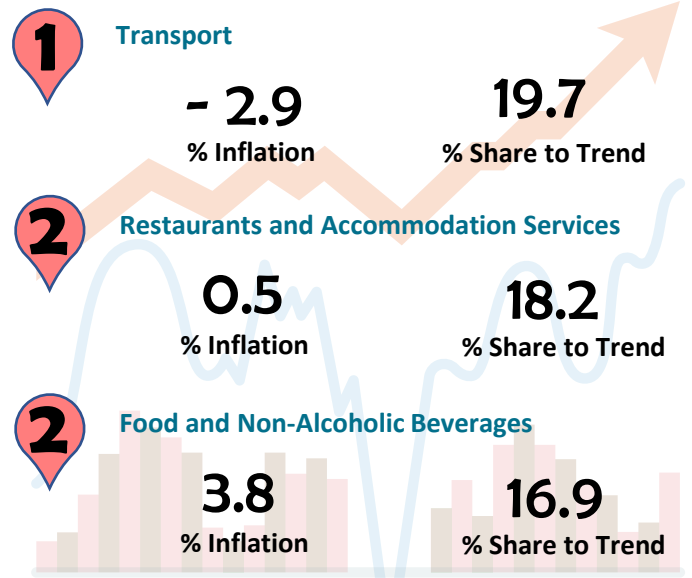 1
Transport
- 2.9 19.7
% Inflation % Share to Trend
2
Restaurants and Accommodation Services
0.5 18.2
% Inflation % Share to Trend
2
Food and Non-Alcoholic Beverages
3.8 16.9
% Inflation % Share to Trend